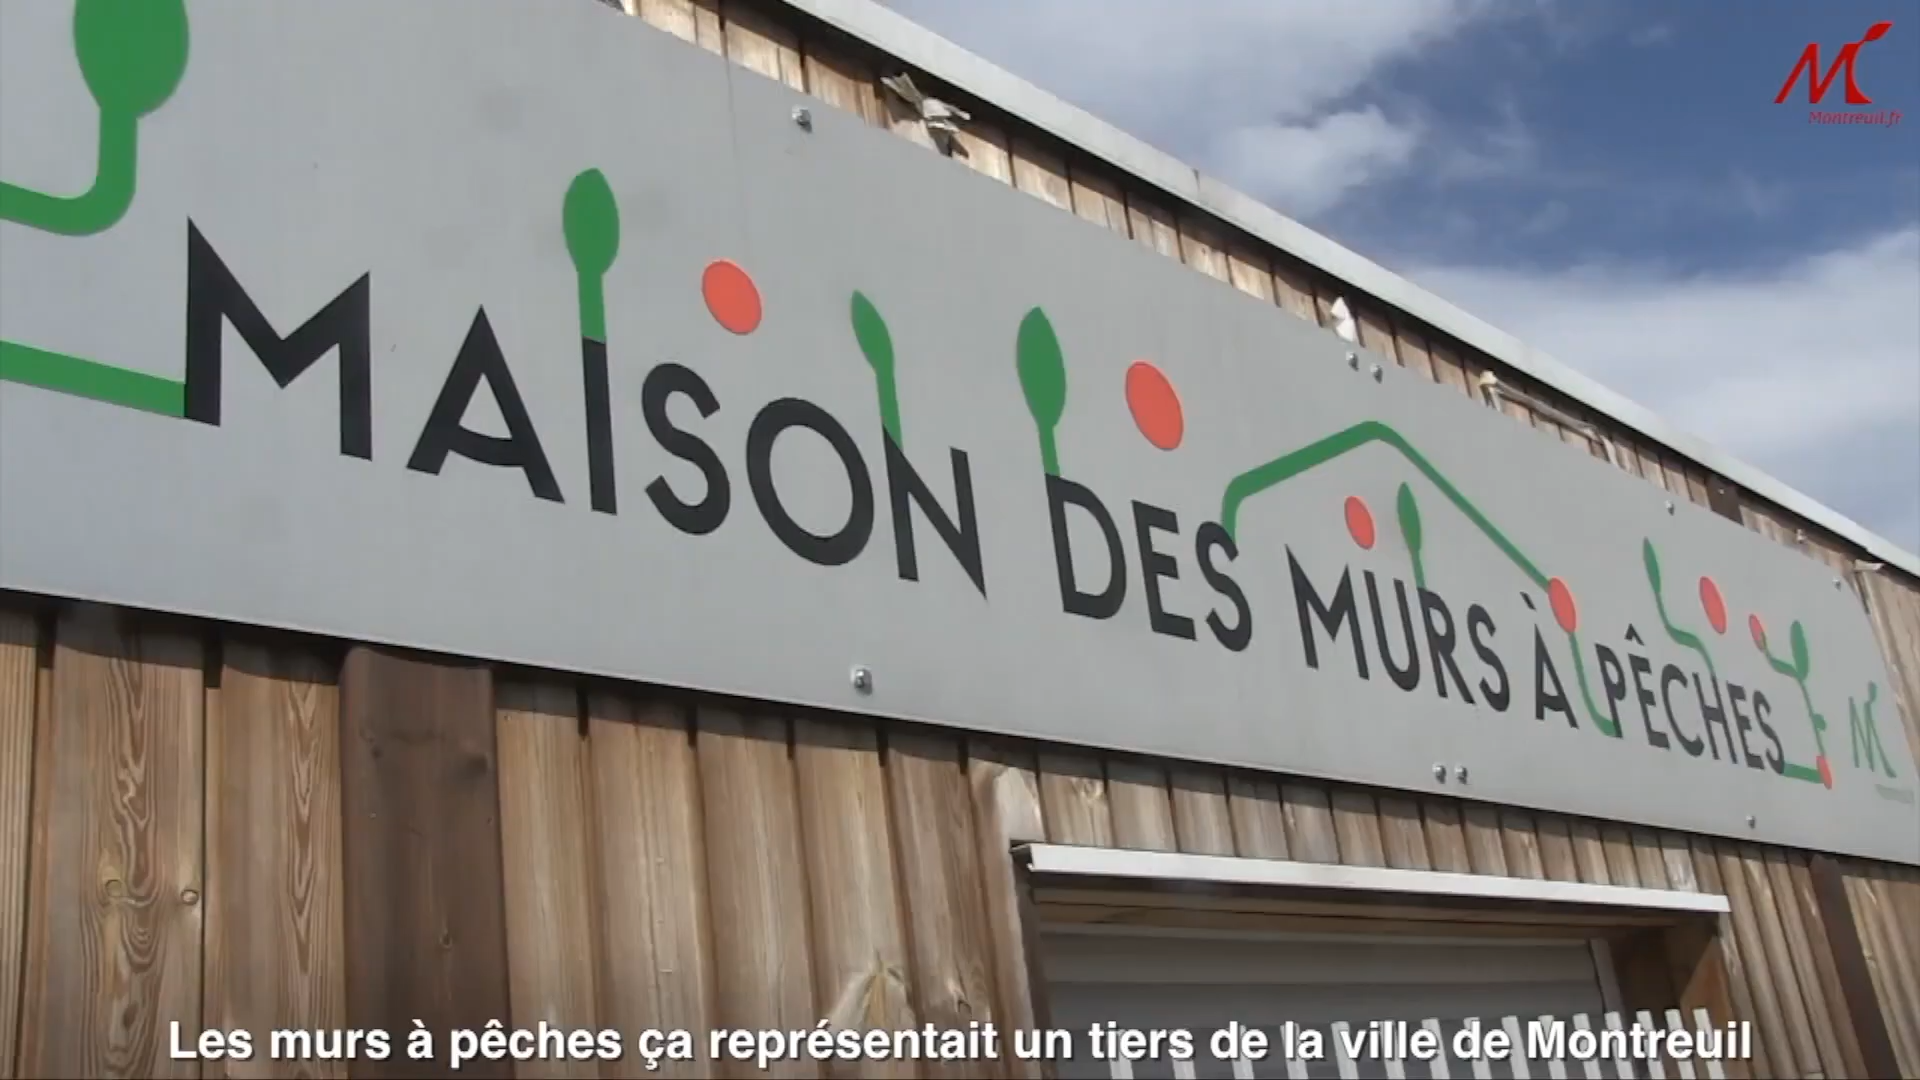 M
Montreuil.fr
MAISON DES MURS À PÊCHES
M
Les murs à pêches ça représentait un tiers de la ville de Montreuil